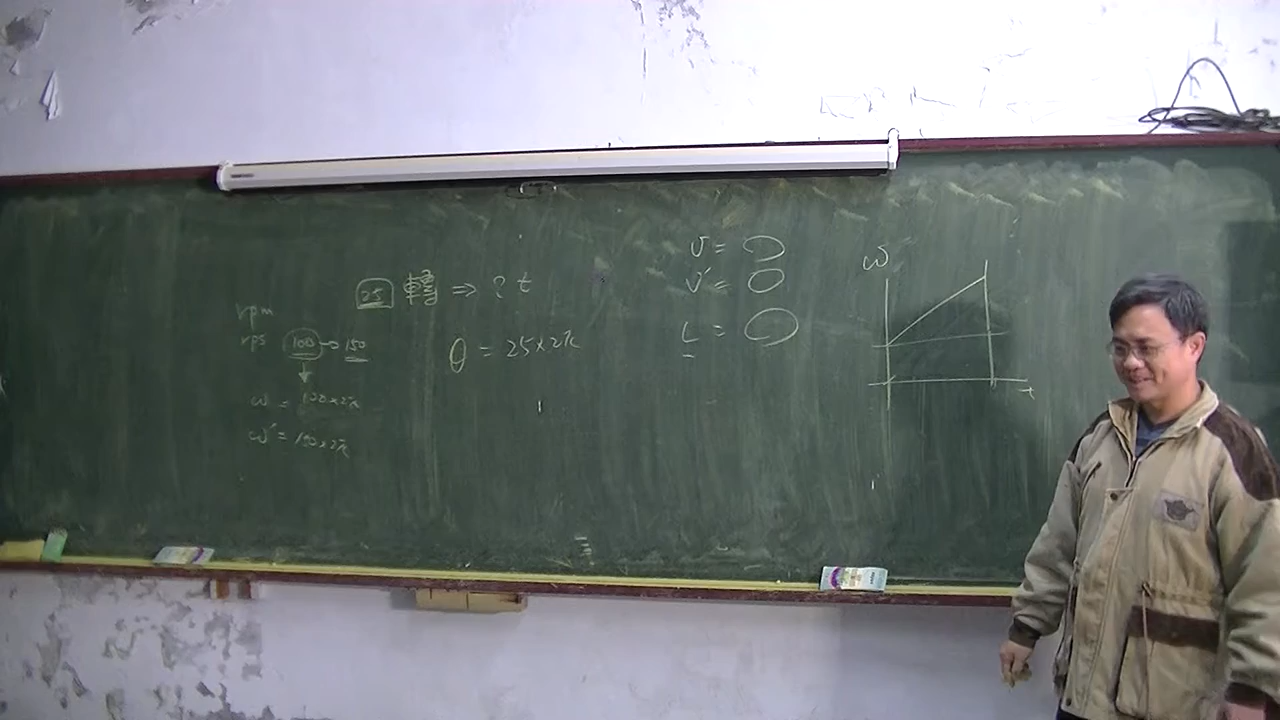 rpm
rps 100 → 150
ω = 100×2π
ω' = 150×2π
25 轉 ⇒ ? t
θ = 25×2π
v =
v' =
L =
ω
t